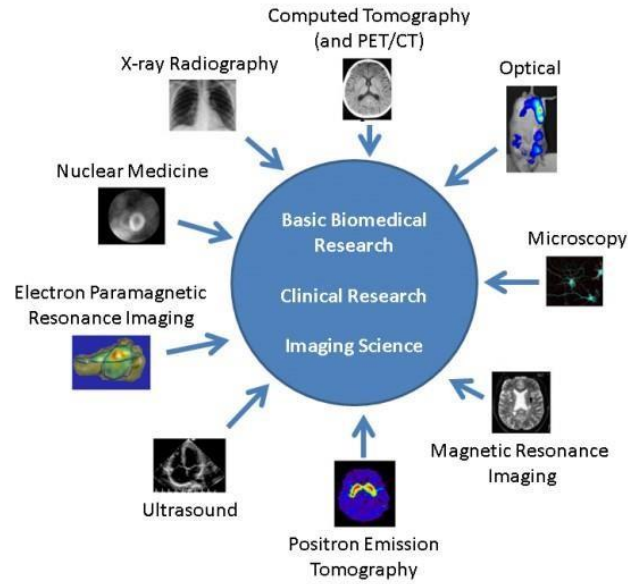 Computed Tomography
(and PET/CT)
X-ray Radiography
Optical
Nuclear Medicine
Basic Biomedical
Research
Microscopy
Clinical Research
Electron Paramagnetic
Resonance Imaging
Imaging Science
Magnetic Resonance
Imaging
Ultrasound
Positron Emission
Tomography